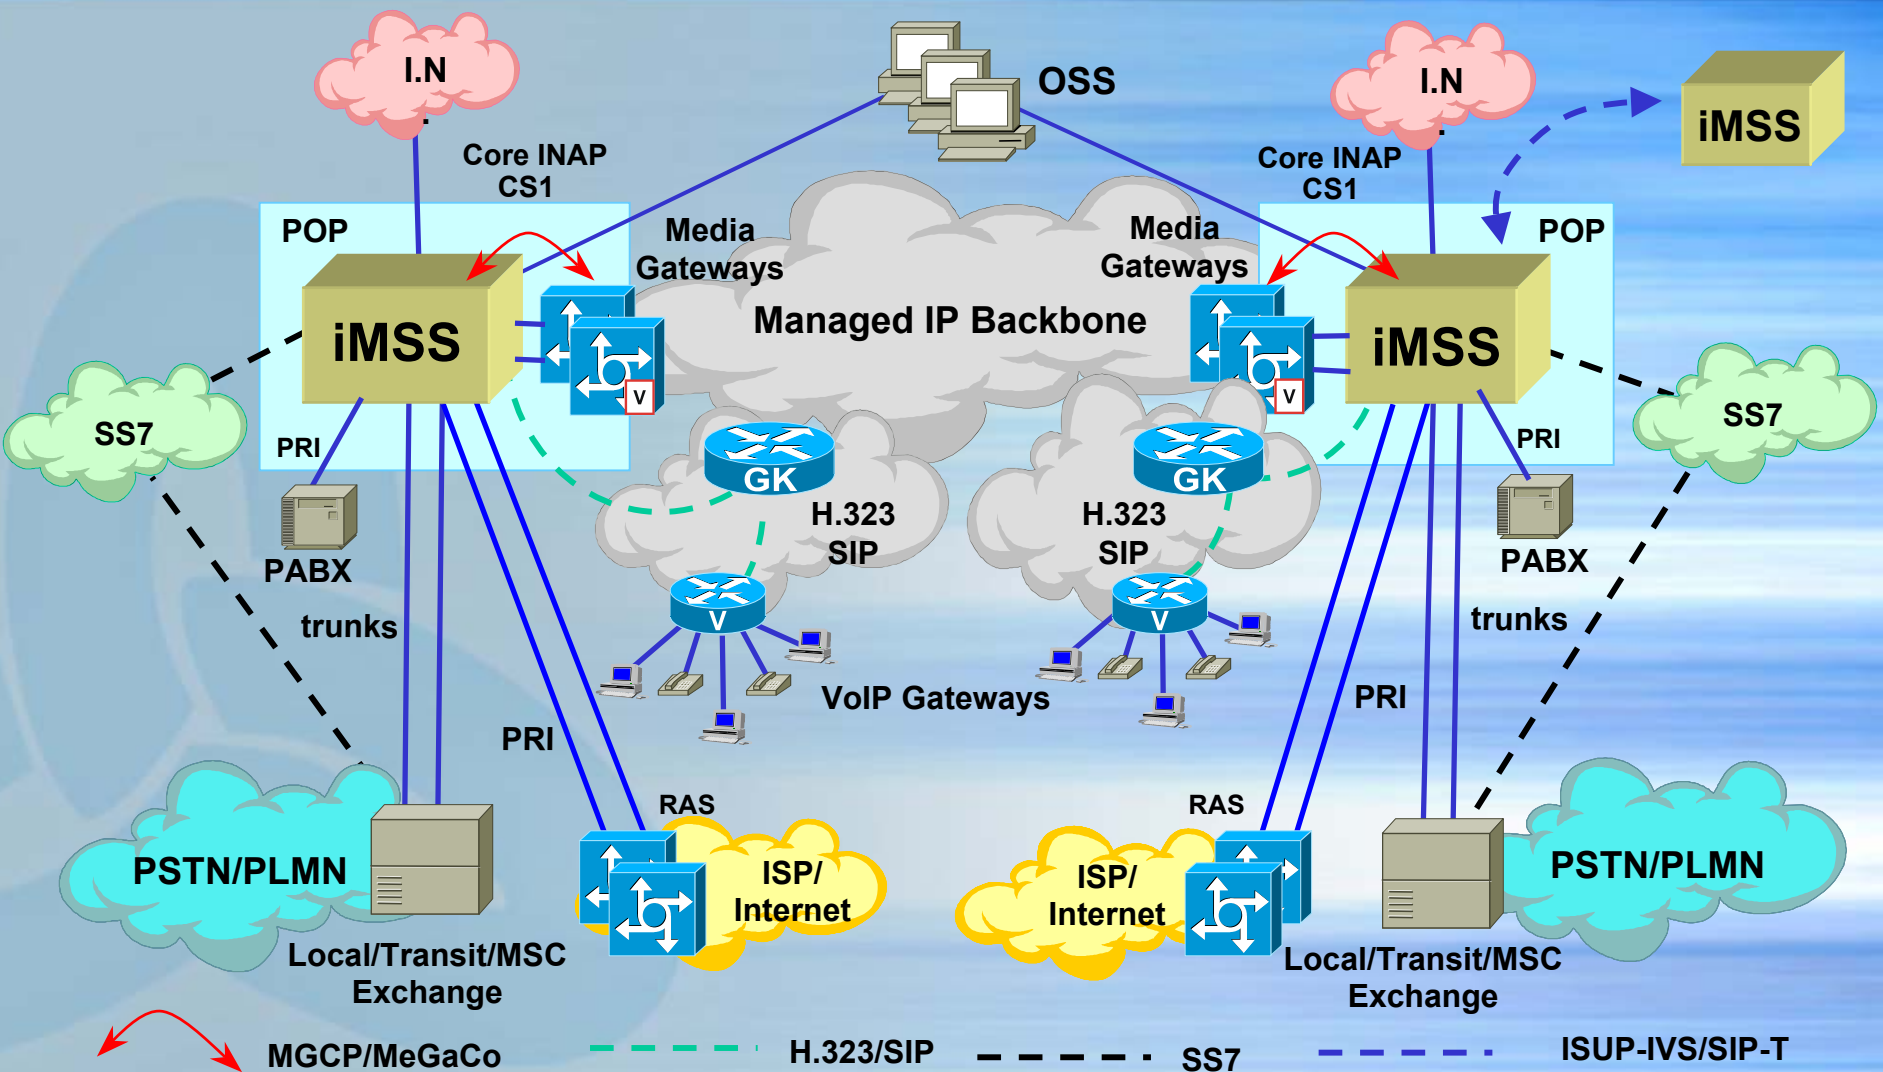 I.N
.
OSS
I.N
.
iMSS
Core INAP
CS1
Core INAP
CS1
POP
Media
Gateways
Media
Gateways
POP
iMSS
Managed IP Backbone
iMSS
V
V
SS7
SS7
PRI
PRI
GK
GK
H.323
SIP
H.323
SIP
PABX
PABX
trunks
V
V
trunks
VoIP Gateways
PRI
PRI
RAS
RAS
PSTN/PLMN
ISP/
Internet
ISP/
Internet
PSTN/PLMN
Local/Transit/MSC
Exchange
Local/Transit/MSC
Exchange
MGCP/MeGaCo
H.323/SIP
SS7
ISUP-IVS/SIP-T